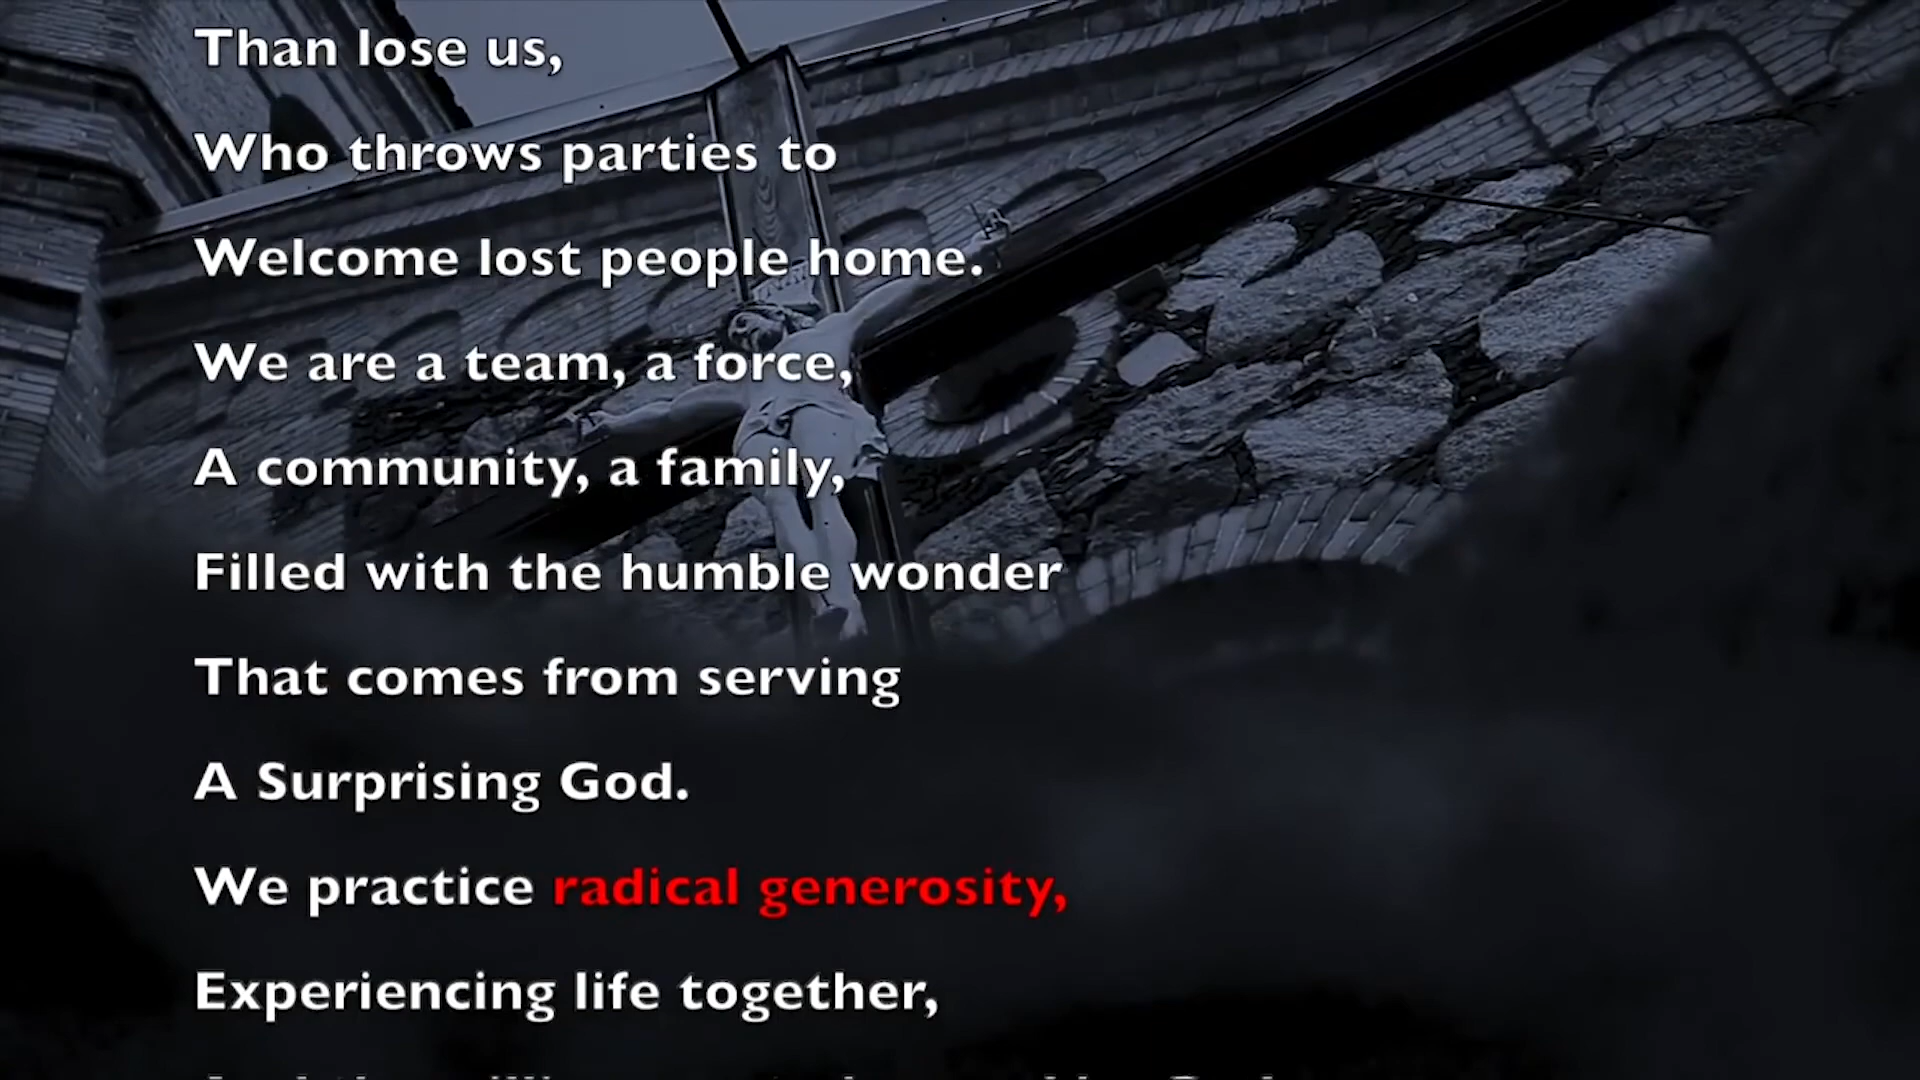 Than lose us,
Who throws parties to
Welcome lost people home.
We are a team, a force,
A community, a family,
Filled with the humble wonder
That comes from serving
A Surprising God.
We practice radical generosity,
Experiencing life together,